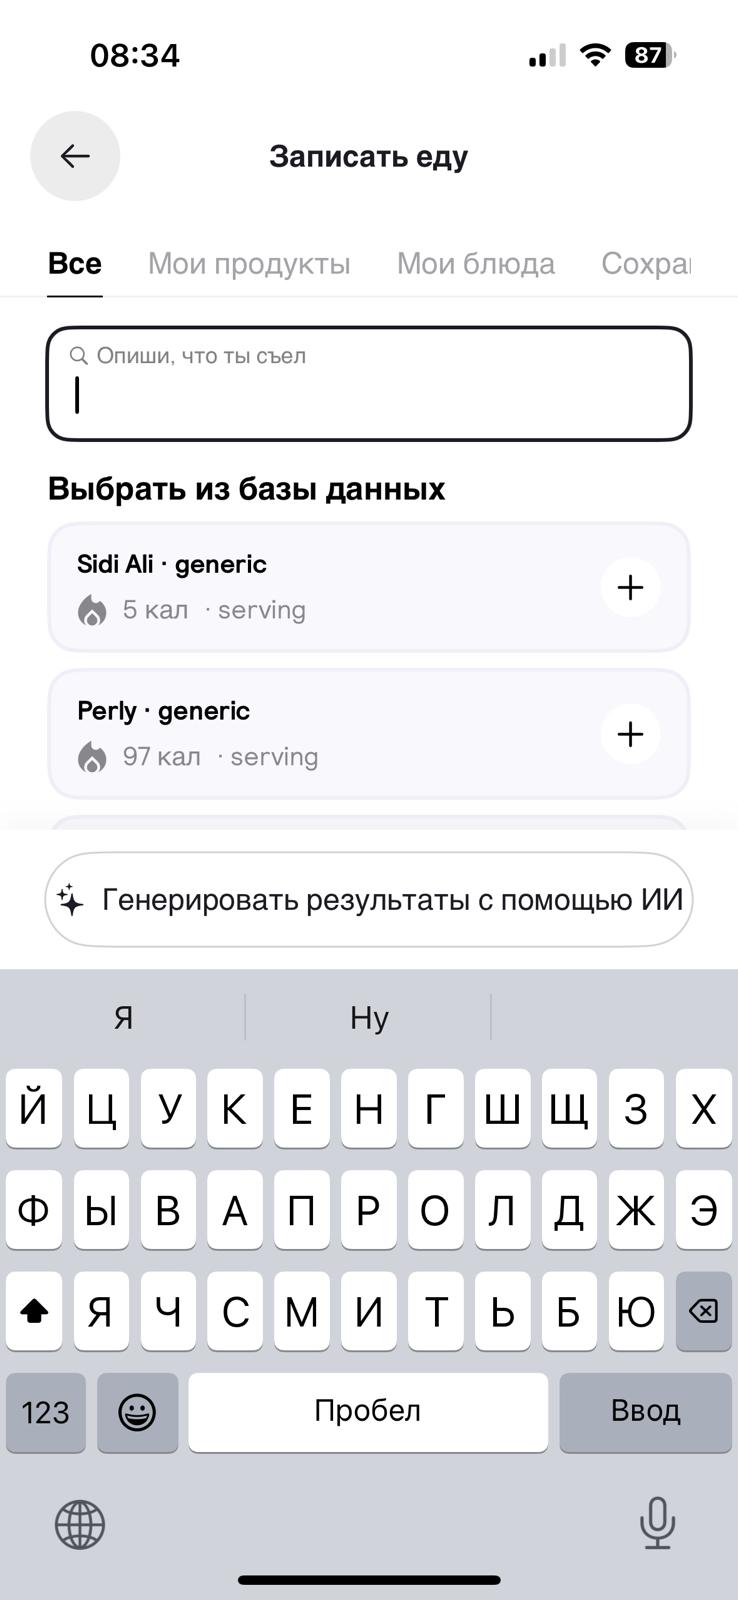 08:34
87
Записать еду
Все Мои продукты Мои блюда Сохра
Опиши, что ты съел
Выбрать из базы данных
Sidi Ali · generic
5 кал · serving
Perly · generic
97 кал · serving
Генерировать результаты с помощью ИИ
Я Ну
Й Ц У К Е Н Г Ш Щ З Х
Ф Ы В А П Р О Л Д Ж Э
Я Ч С М И Т Ь Б Ю
123 Пробел Ввод